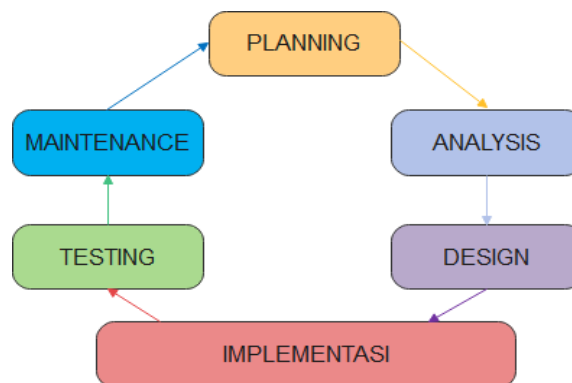 PLANNING
MAINTENANCE
ANALYSIS
TESTING
DESIGN
IMPLEMENTASI